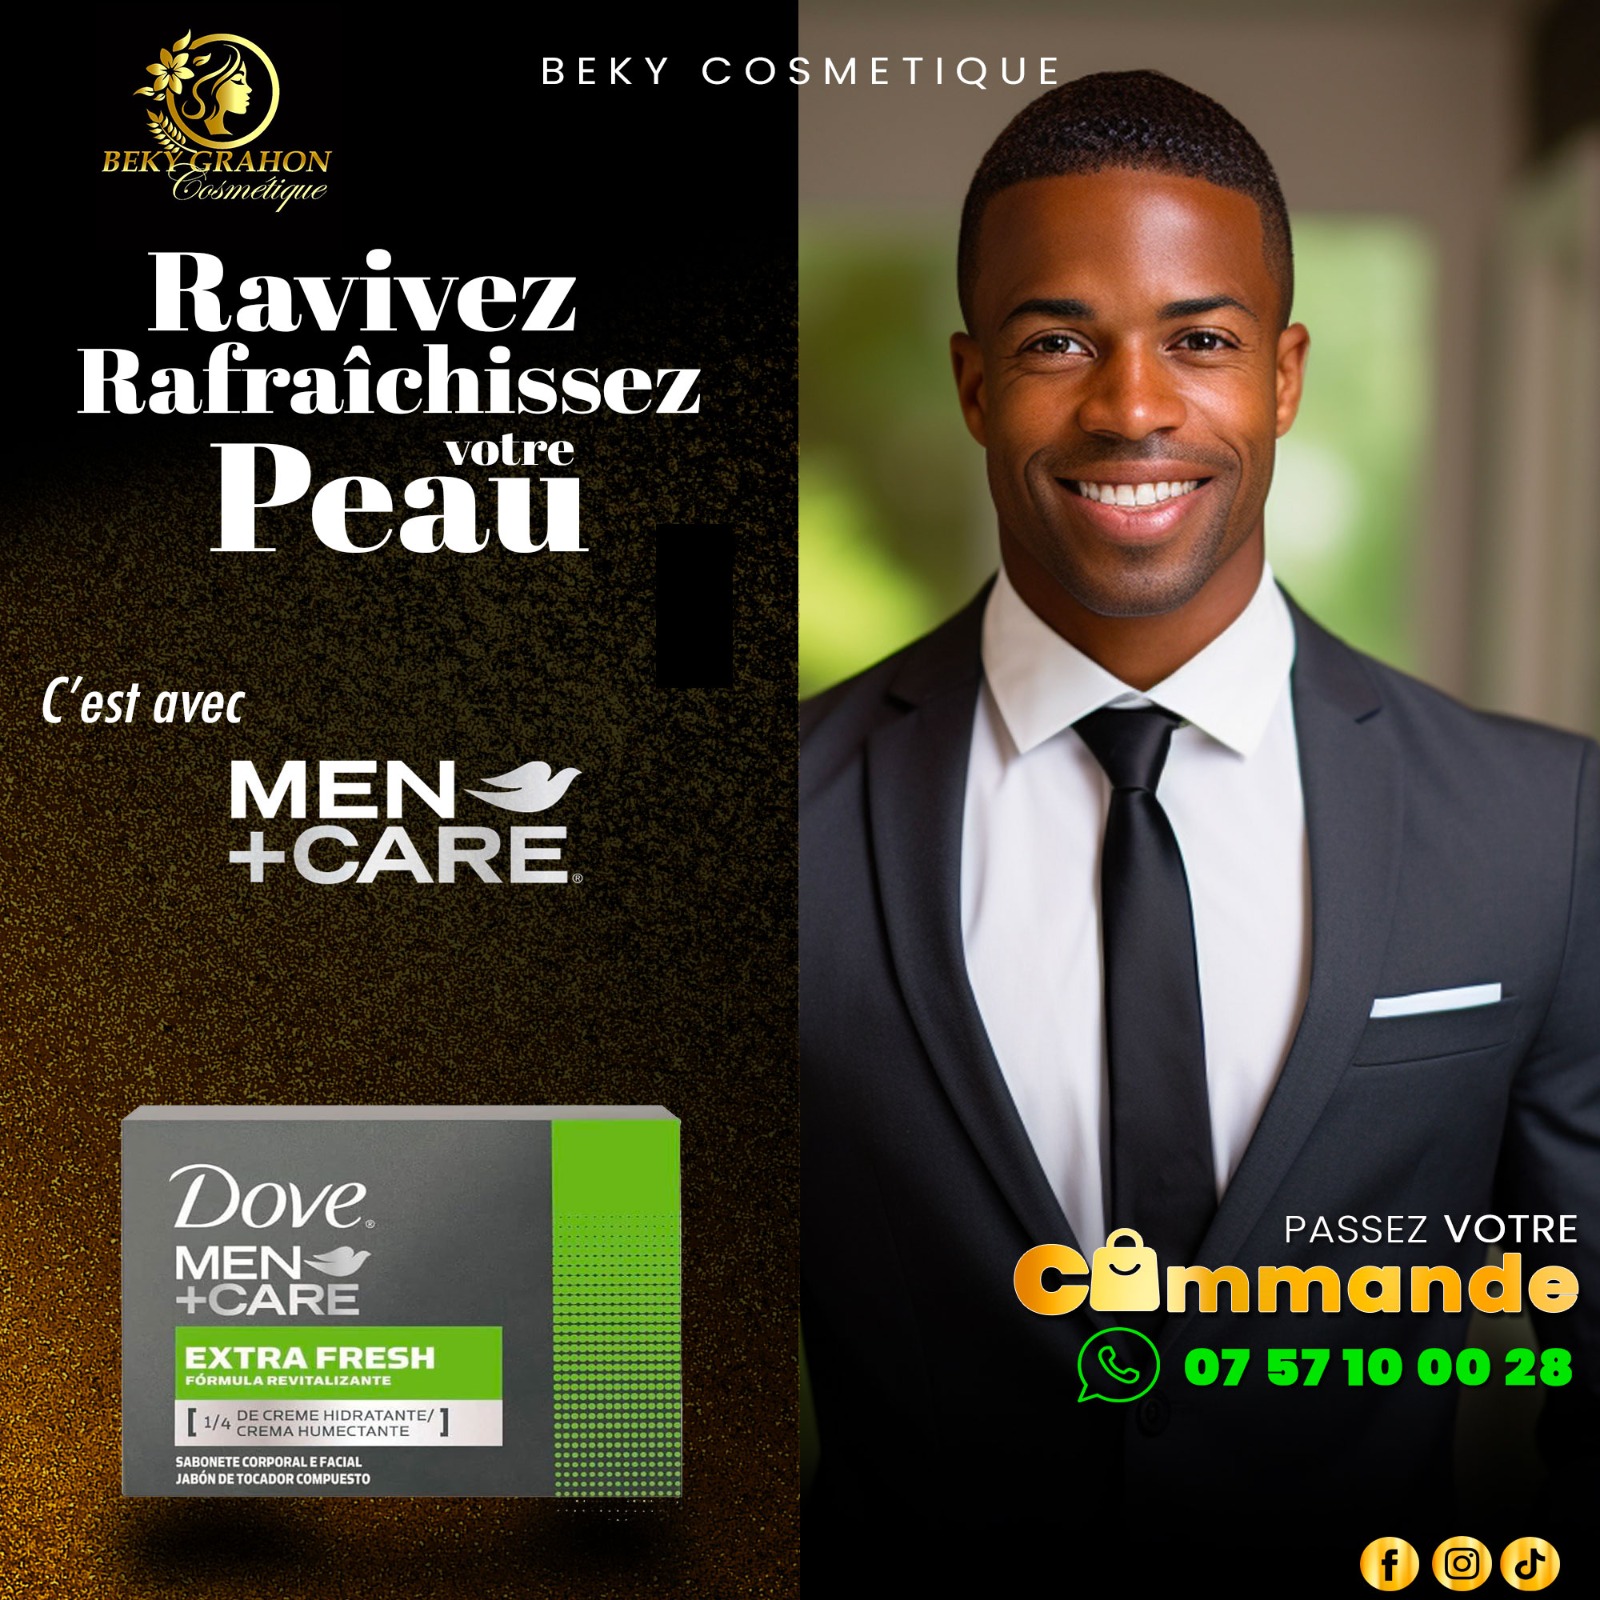 BEKY COSMETIQUE
BEKY GRAHON
Cosmétique
Ravivez
Rafraîchissez
votre
Peau
C'est avec
MEN
+CARE®
Dove®
MEN
+CARE
EXTRA FRESH
FÓRMULA REVITALIZANTE
[ 1/4 DE CREME HIDRATANTE/
CREMA HUMECTANTE ]
SABONETE CORPORAL E FACIAL
JABÓN DE TOCADOR COMPUESTO
PASSEZ VOTRE
Commande
07 57 10 00 28